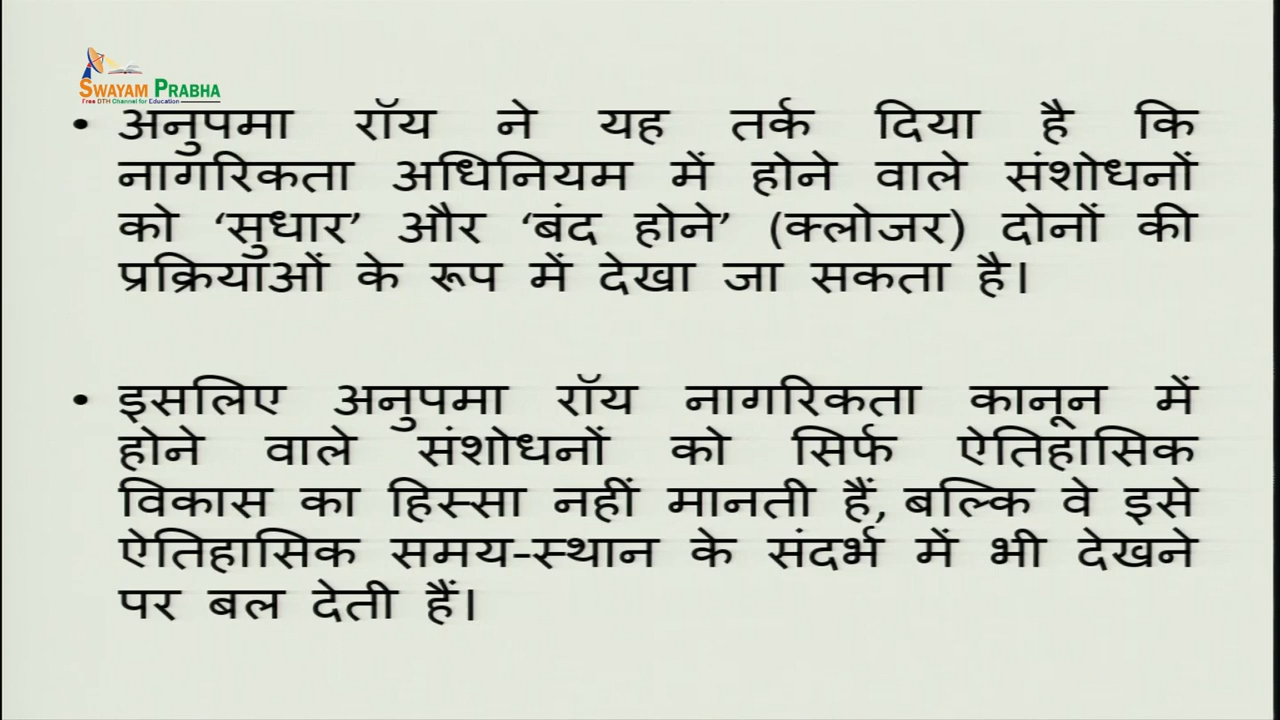 SWAYAM PRABHA
Free DTH Channel for Education
• अनुपमा रॉय ने यह तर्क दिया है कि
नागरिकता अधिनियम में होने वाले संशोधनों
को ‘सुधार’ और ‘बंद होने’ (क्लोजर) दोनों की
प्रक्रियाओं के रूप में देखा जा सकता है।
• इसलिए अनुपमा रॉय नागरिकता कानून में
होने वाले संशोधनों को सिर्फ ऐतिहासिक
विकास का हिस्सा नहीं मानती हैं, बल्कि वे इसे
ऐतिहासिक समय-स्थान के संदर्भ में भी देखने
पर बल देती हैं।